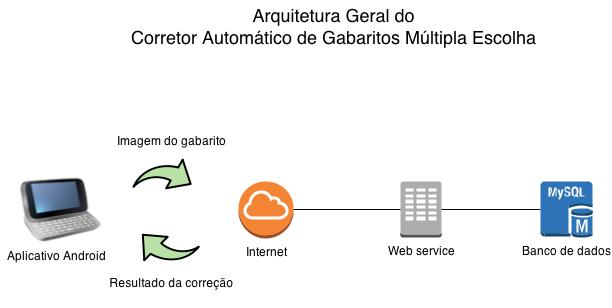 Arquitetura Geral do
Corretor Automático de Gabaritos Múltipla Escolha
Imagem do gabarito
MySQL
M
Aplicativo Android
Internet
Web service
Banco de dados
Resultado da correção